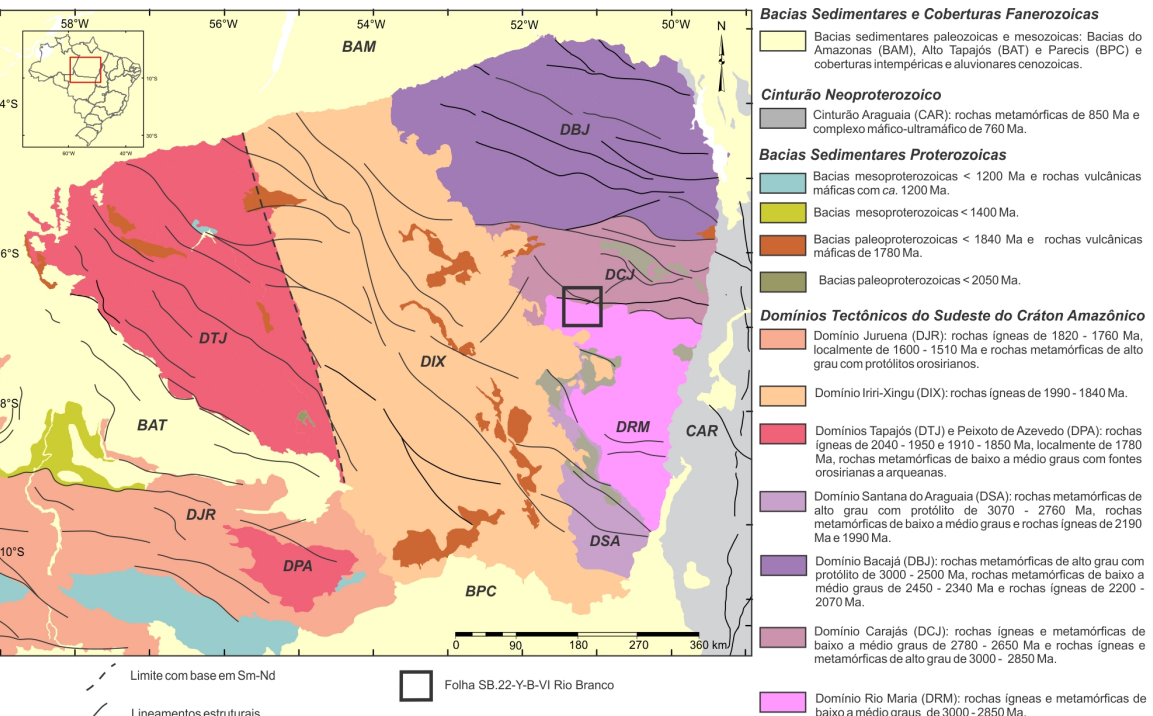 58°W 56°W 54°W 52°W 50°W
BAM
N
10°S
30°S
60°W 40°W
4°S
DBJ
6°S
DCJ
DTJ
DIX
8°S
BAT
DRM
CAR
DJR
DSA
10°S
DPA
BPC
0 90 180 270 360 km
Limite com base em Sm-Nd
Lineamentos estruturais
Folha SB.22-Y-B-VI Rio Branco
Bacias Sedimentares e Coberturas Fanerozoicas
Bacias sedimentares paleozoicas e mesozoicas: Bacias do
Amazonas (BAM), Alto Tapajós (BAT) e Parecis (BPC) e
coberturas intempéricas e aluvionares cenozoicas.
Cinturão Neoproterozoico
Cinturão Araguaia (CAR): rochas metamórficas de 850 Ma e
complexo máfico-ultramáfico de 760 Ma.
Bacias Sedimentares Proterozoicas
Bacias mesoproterozoicas < 1200 Ma e rochas vulcânicas
máficas com ca. 1200 Ma.
Bacias mesoproterozoicas < 1400 Ma.
Bacias paleoproterozoicas < 1840 Ma e rochas vulcânicas
máficas de 1780 Ma.
Bacias paleoproterozoicas < 2050 Ma.
Domínios Tectônicos do Sudeste do Cráton Amazônico
Domínio Juruena (DJR): rochas ígneas de 1820 - 1760 Ma,
localmente de 1600 - 1510 Ma e rochas metamórficas de alto
grau com protólitos orosirianos.
Domínio Iriri-Xingu (DIX): rochas ígneas de 1990 - 1840 Ma.
Domínios Tapajós (DTJ) e Peixoto de Azevedo (DPA): rochas
ígneas de 2040 - 1950 e 1910 - 1850 Ma, localmente de 1780
Ma, rochas metamórficas de baixo a médio graus com fontes
orosirianas a arqueanas.
Domínio Santana do Araguaia (DSA): rochas metamórficas de
alto grau com protólito de 3070 - 2760 Ma, rochas
metamórficas de baixo a médio graus e rochas ígneas de 2190
Ma e 1990 Ma.
Domínio Bacajá (DBJ): rochas metamórficas de alto grau com
protólito de 3000 - 2500 Ma, rochas metamórficas de baixo a
médio graus de 2450 - 2340 Ma e rochas ígneas de 2200 -
2070 Ma.
Domínio Carajás (DCJ): rochas ígneas e metamórficas de
baixo a médio graus de 2780 - 2650 Ma e rochas ígneas e
metamórficas de alto grau de 3000 - 2850 Ma.
Domínio Rio Maria (DRM): rochas ígneas e metamórficas de
baixo a médio graus de 3000 - 2850 Ma.